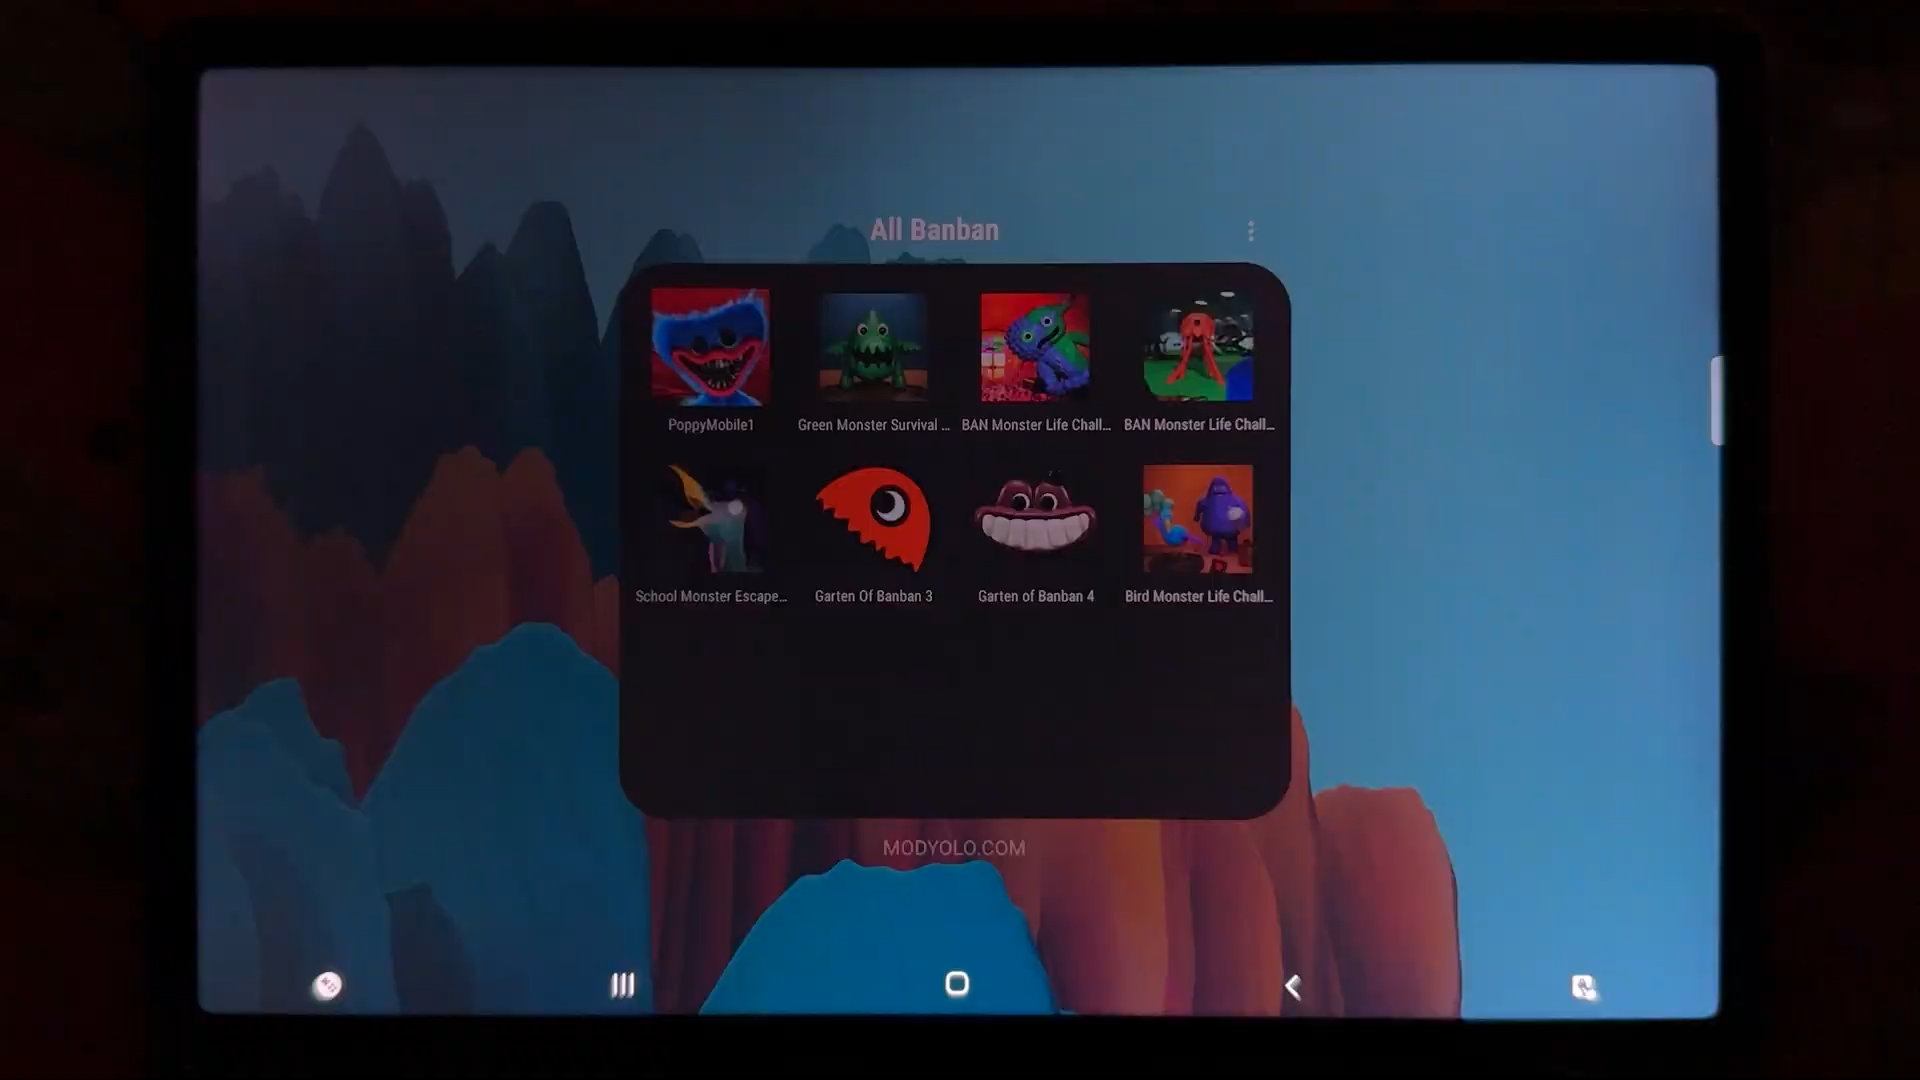 All Banban
PoppyMobile1
Green Monster Survival ...
BAN Monster Life Chall...
BAN Monster Life Chall...
School Monster Escape...
Garten Of Banban 3
Garten of Banban 4
Bird Monster Life Chall...
MODYOLO.COM